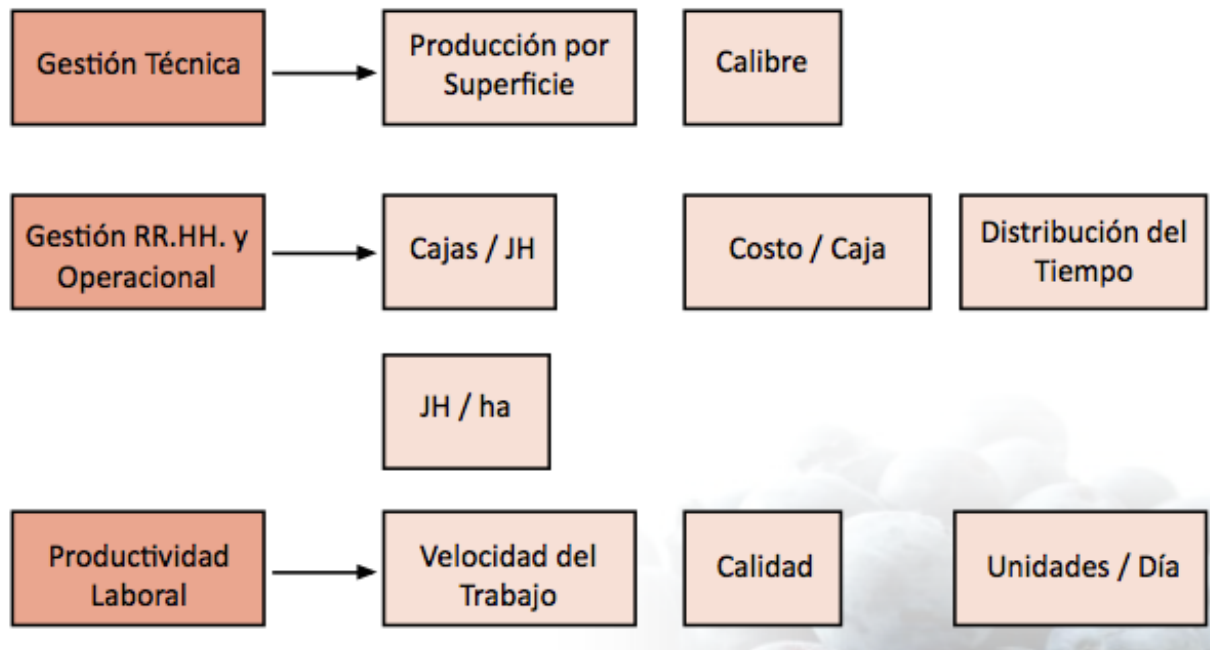 Gestión Técnica
Producción por
Superficie
Calibre
Gestión RR.HH. y
Operacional
Cajas / JH
Costo / Caja
Distribución del
Tiempo
JH / ha
Productividad
Laboral
Velocidad del
Trabajo
Calidad
Unidades / Día